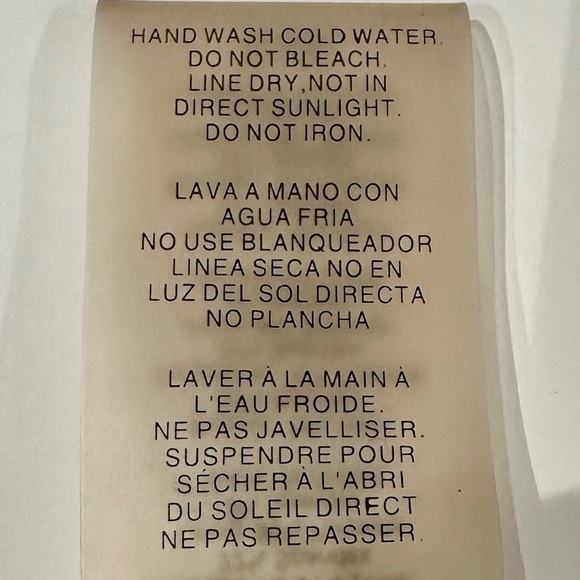 HAND WASH COLD WATER.
DO NOT BLEACH.
LINE DRY,NOT IN
DIRECT SUNLIGHT.
DO NOT IRON.
LAVA A MANO CON
AGUA FRIA
NO USE BLANQUEADOR
LINEA SECA NO EN
LUZ DEL SOL DIRECTA
NO PLANCHA
LAVER À LA MAIN À
L'EAU FROIDE.
NE PAS JAVELLISER.
SUSPENDRE POUR
SÉCHER À L'ABRI
DU SOLEIL DIRECT
NE PAS REPASSER.